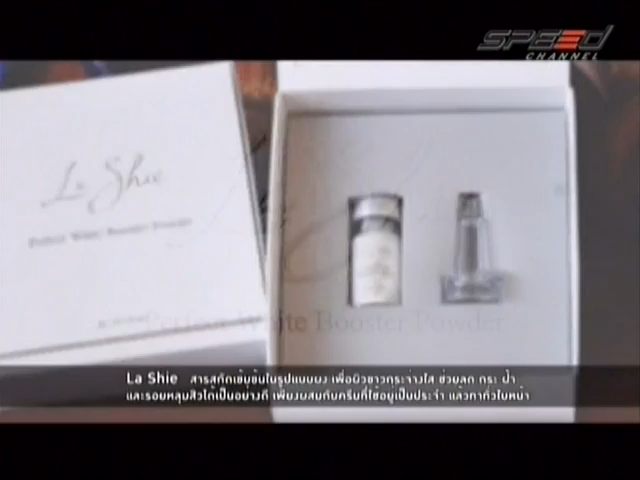 SPEED
CHANNEL
La Shie
Perfect White Booster Powder
Perfect White Booster Powder
La Shie สารสกัดเข้มข้นในรูปแบบผง เพื่อผิวขาวกระจ่างใส ช่วยลด กระ ฝ้า
และรอยหลุมสิวได้เป็นอย่างดี เพียงผสมกับครีมที่ใช้อยู่เป็นประจำ แล้วทาทั่วใบหน้า